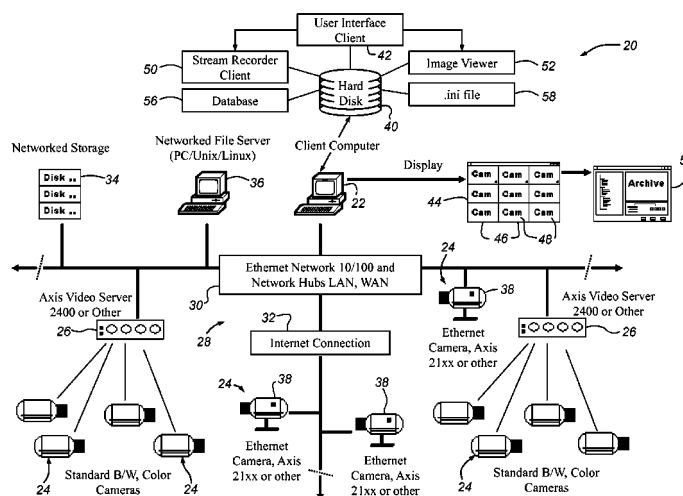 User Interface
Client
42
20
50
Stream Recorder
Client
Image Viewer
52
56
Database
Hard
Disk
.ini file
58
40
Networked Storage
Networked File Server
(PC/Unix/Linux)
Client Computer
Display
Disk
Disk
Disk
34
36
22
44
Cam Cam Cam
Cam Cam Cam
Cam Cam Cam
46
48
Archive
5
24
Ethernet Network 10/100 and
Network Hubs LAN, WAN
30
38
Axis Video Server
2400 or Other
26
28
32
Internet Connection
Ethernet
Camera, Axis
21xx or other
Axis Video Server
2400 or Other
26
24
38
38
Ethernet
Camera, Axis
21xx or other
Ethernet
Camera, Axis
21xx or other
24
Standard B/W, Color
Cameras
24
24
Standard B/W, Color
Cameras